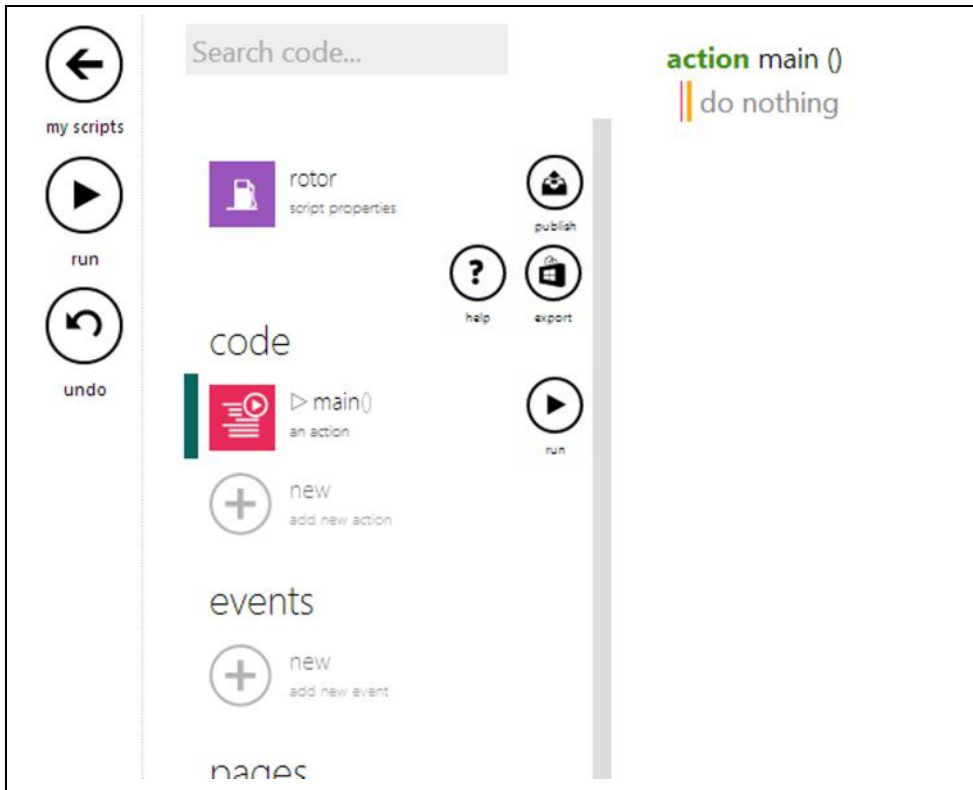 my scripts
run
undo
Search code...
rotor
script properties
publish
?
help
export
code
main()
an action
run
new
add new action
events
new
add new event
pages
action main ()
do nothing